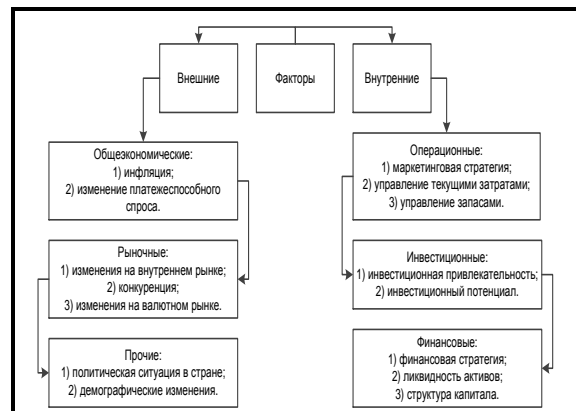 Внешние
Факторы
Внутренние
Общеэкономические:
1) инфляция;
2) изменение платежеспособного
спроса.
Рыночные:
1) изменения на внутреннем рынке;
2) конкуренция;
3) изменения на валютном рынке.
Прочие:
1) политическая ситуация в стране;
2) демографические изменения.
Операционные:
1) маркетинговая стратегия;
2) управление текущими затратами;
3) управление запасами.
Инвестиционные:
1) инвестиционная привлекательность;
2) инвестиционный потенциал.
Финансовые:
1) финансовая стратегия;
2) ликвидность активов;
3) структура капитала.